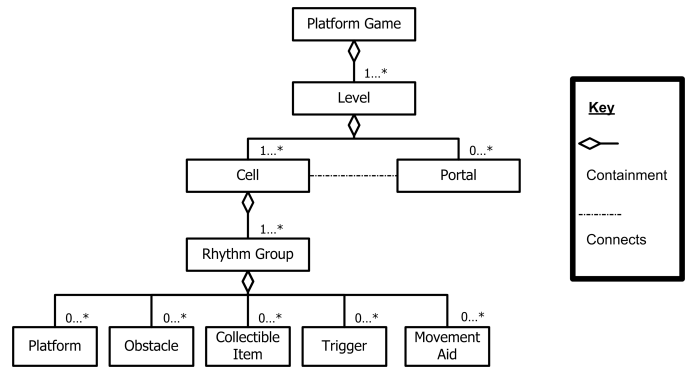 Platform Game
1...*
Level
1...*
0...*
Cell
Portal
1...*
Rhythm Group
0...*
0...*
0...*
0...*
0...*
Platform
Obstacle
Collectible
Item
Trigger
Movement
Aid
Key
Containment
Connects